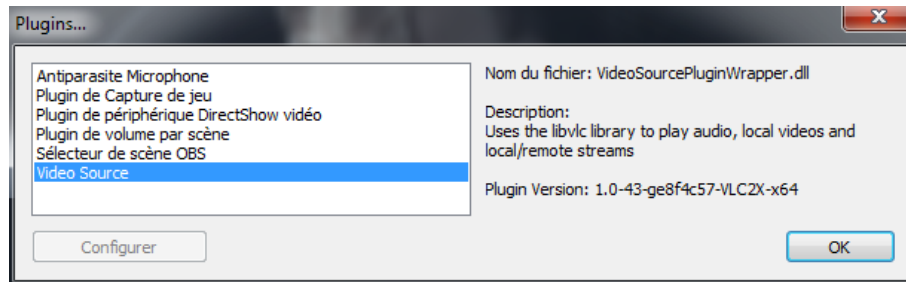 Plugins...
Antiparasite Microphone
Plugin de Capture de jeu
Plugin de périphérique DirectShow vidéo
Plugin de volume par scène
Sélecteur de scène OBS
Video Source
Nom du fichier: VideoSourcePluginWrapper.dll
Description:
Uses the libvlc library to play audio, local videos and
local/remote streams
Plugin Version: 1.0-43-ge8f4c57-VLC2X-x64
Configurer
OK